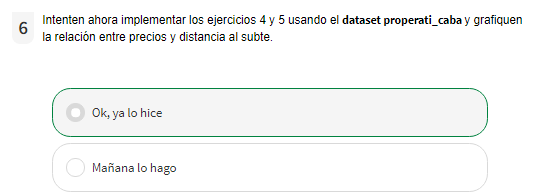 6
Intenten ahora implementar los ejercicios 4 y 5 usando el dataset properati_caba y grafiquen
la relación entre precios y distancia al subte.
Ok, ya lo hice
Mañana lo hago